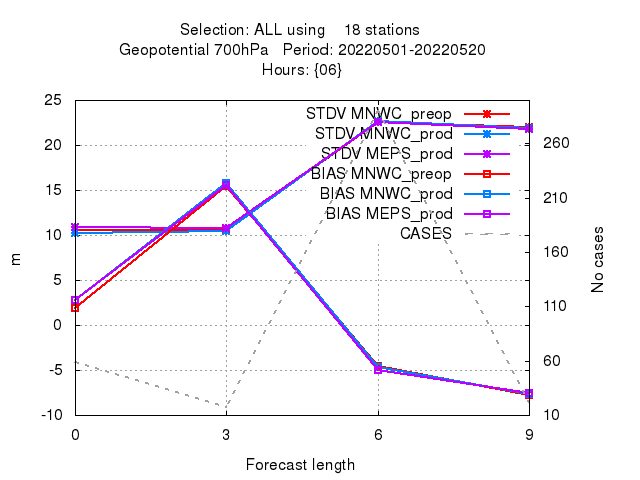 Selection: ALL using 18 stations
Geopotential 700hPa Period: 20220501-20220520
Hours: {06}
25
20
15
10
5
0
-5
-10
m
STDV MNWC_preop
STDV MNWC_prod
STDV MEPS_prod
BIAS MNWC_preop
BIAS MNWC_prod
BIAS MEPS_prod
CASES
260
210
160
110
60
10
No cases
0 3 6 9
Forecast length